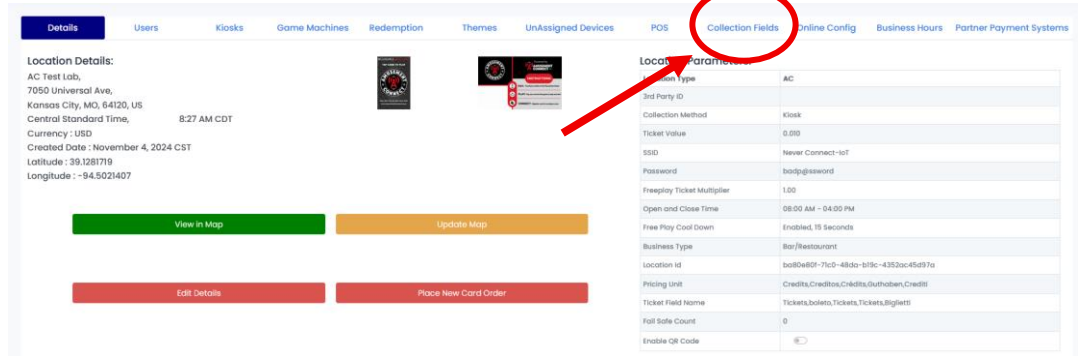 Details Users Kiosks Game Machines Redemption Themes UnAssigned Devices POS Collection Fields Online Config Business Hours Partner Payment Systems
Location Details:
AC Test Lab,
7050 Universal Ave,
Kansas City, MO, 64120, US
Central Standard Time, 8:27 AM CDT
Currency : USD
Created Date : November 4, 2024 CST
Latitude : 39.1281719
Longitude : -94.5021407
View in Map Update Map
Edit Details Place New Card Order
Location Parameters:
Location Type AC
3rd Party ID
Collection Method Kiosk
Ticket Value 0.010
SSID Never Connect-IoT
Password badp@ssword
Freeplay Ticket Multiplier 1.00
Open and Close Time 08:00 AM - 04:00 PM
Free Play Cool Down Enabled, 15 Seconds
Business Type Bar/Restaurant
Location Id ba80e801-71c0-48da-b19c-4352ac45d97a
Pricing Unit Credits,Creditos,Crédits,Guthaben,Crediti
Ticket Field Name Tickets,boleto,Tickets,Tickets,Biglietti
Fail Safe Count 0
Enable QR Code